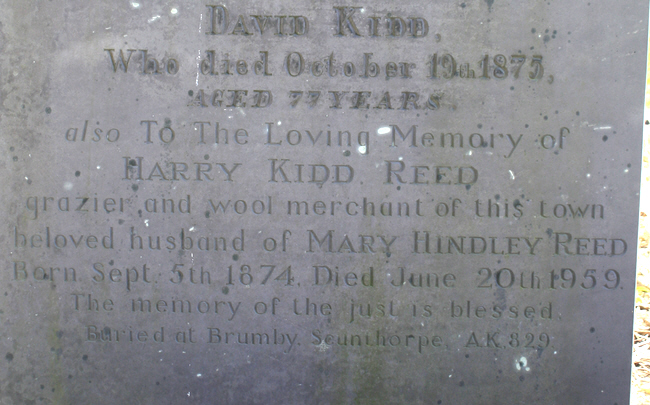 DAVID KIDD,
Who died October 19th 1875,
AGED 77 YEARS
also To The Loving Memory of
HARRY KIDD REED
grazier and wool merchant of this town
beloved husband of MARY HINDLEY REED
Born Sept. 5th 1874. Died June 20th 1959.
The memory of the just is blessed.
Buried at Brumby, Scunthorpe, A.K. 829.